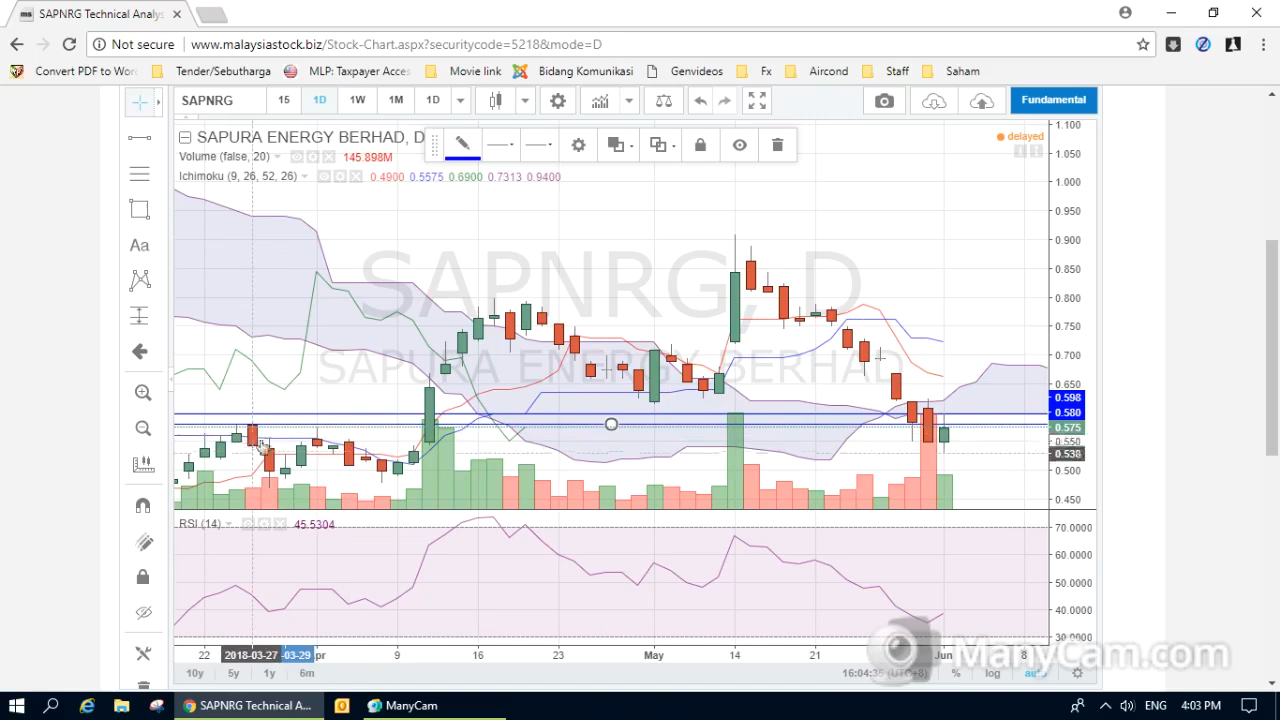 SAPNRG Technical Analys
Not secure www.malaysiastock.biz/Stock-Chart.aspx?securitycode=5218&mode=D
Convert PDF to Wor Tender/Sebutharga MLP: Taxpayer Acces Movie link Bidang Komunikasi Genvideos Fx Aircond Staff Saham
SAPNRG 15 1D 1W 1M 1D Fundamental
SAPURA ENERGY BERHAD, D
delayed
Volume (false, 20) 145.898M
Ichimoku (9, 26, 52, 26) 0.4900 0.5575 0.6900 0.7313 0.9400
Aa
SAPNRG, D
SAPURA ENERGY BERHAD
1.100
1.050
1.000
0.950
0.900
0.850
0.800
0.750
0.700
0.650
0.598
0.580
0.575
0.550
0.538
0.500
0.450
RSI (14) 45.5304
70.0000
60.0000
50.0000
40.0000
30.0000
22 2018-03-27 -03-29 pr 9 16 23 May 14 21 Jun 8
10y 5y 1y 6m 16:04:35 (UTC+8) % log auto
ManyCam.com
SAPNRG Technical A... ManyCam ENG 4:03 PM